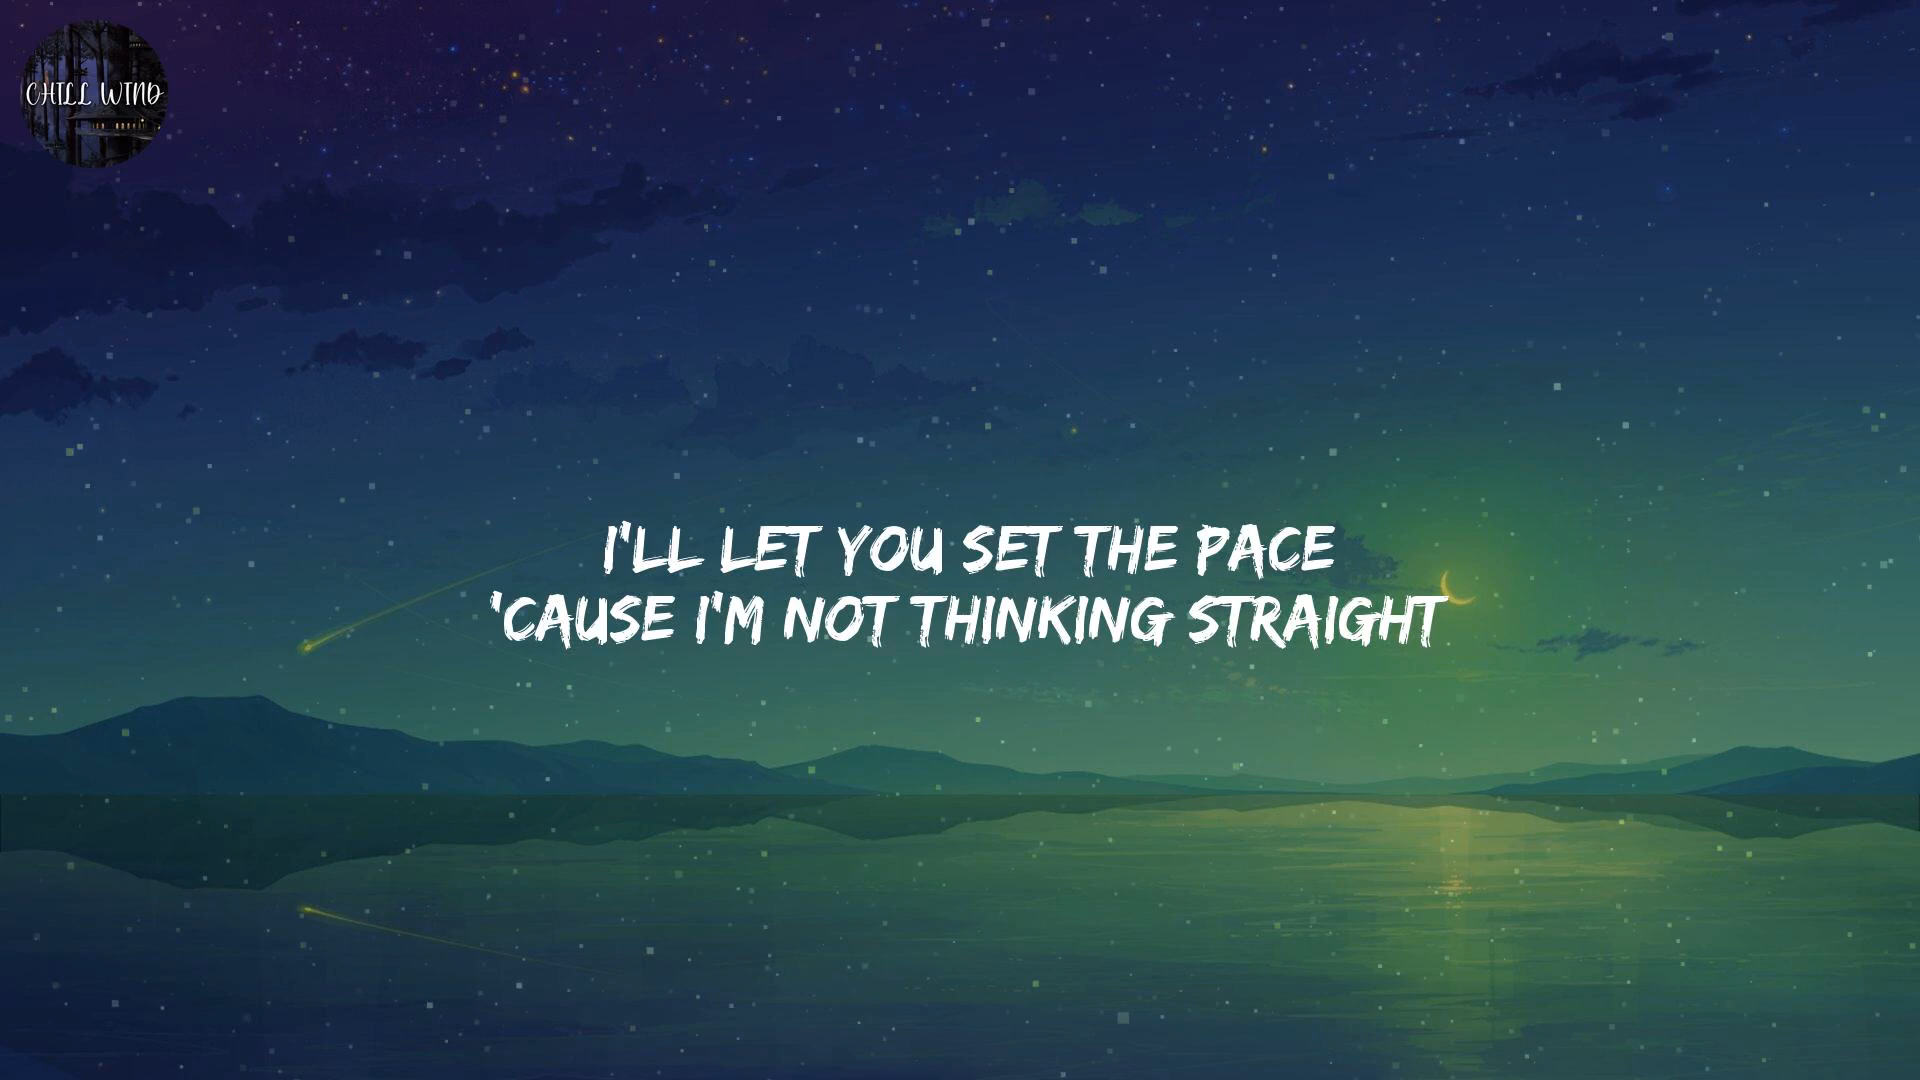 CHILL WIND
I'LL LET YOU SET THE PACE
'CAUSE I'M NOT THINKING STRAIGHT